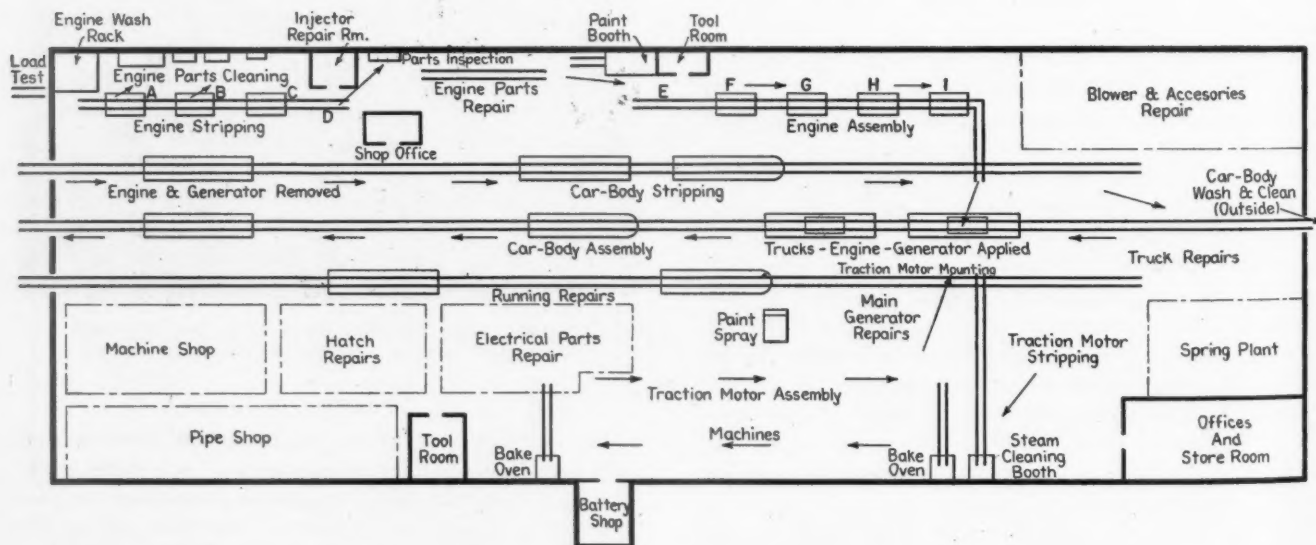 Engine Wash
Rack
Injector
Repair Rm.
Paint
Booth
Tool
Room
Load
Test
Parts Inspection
Engine Parts Cleaning
Engine Parts
Repair
A
B
C
D
E
F
G
H
I
Engine Stripping
Engine Assembly
Blower & Accesories
Repair
Shop Office
Engine & Generator Removed
Car-Body Stripping
Car-Body
Wash & Clean
(Outside)
Car-Body Assembly
Trucks-Engine-Generator Applied
Truck Repairs
Traction Motor Mounting
Running Repairs
Main
Generator
Repairs
Paint
Spray
Machine Shop
Hatch
Repairs
Electrical Parts
Repair
Traction Motor
Stripping
Spring Plant
Traction Motor Assembly
Pipe Shop
Tool
Room
Bake
Oven
Machines
Bake
Oven
Steam
Cleaning
Booth
Offices
And
Store Room
Battery
Shop